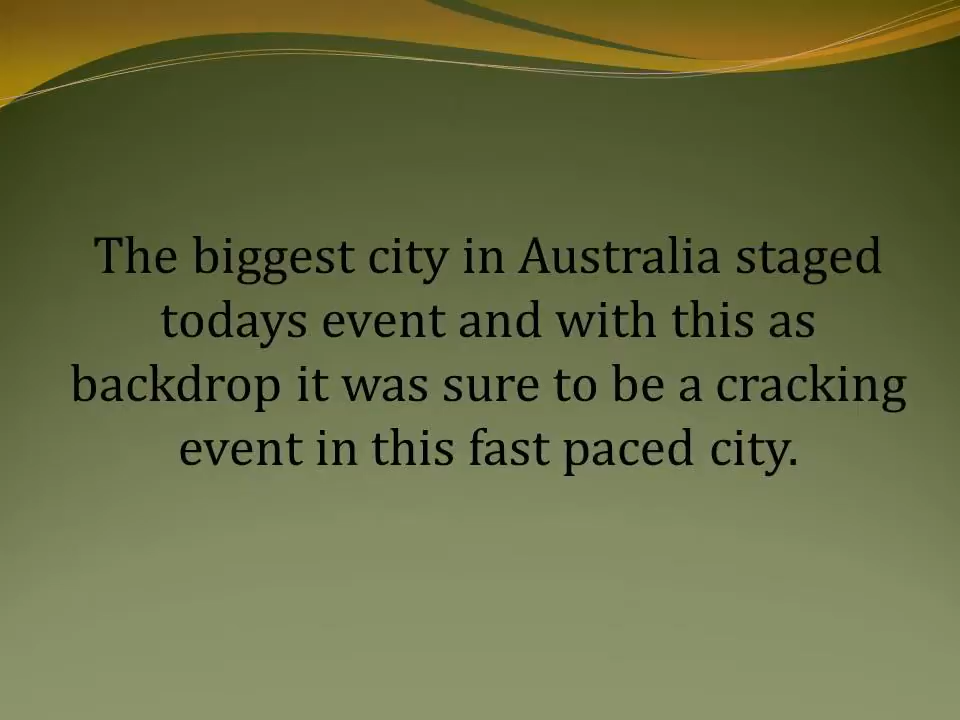 The biggest city in Australia staged
todays event and with this as
backdrop it was sure to be a cracking
event in this fast paced city.